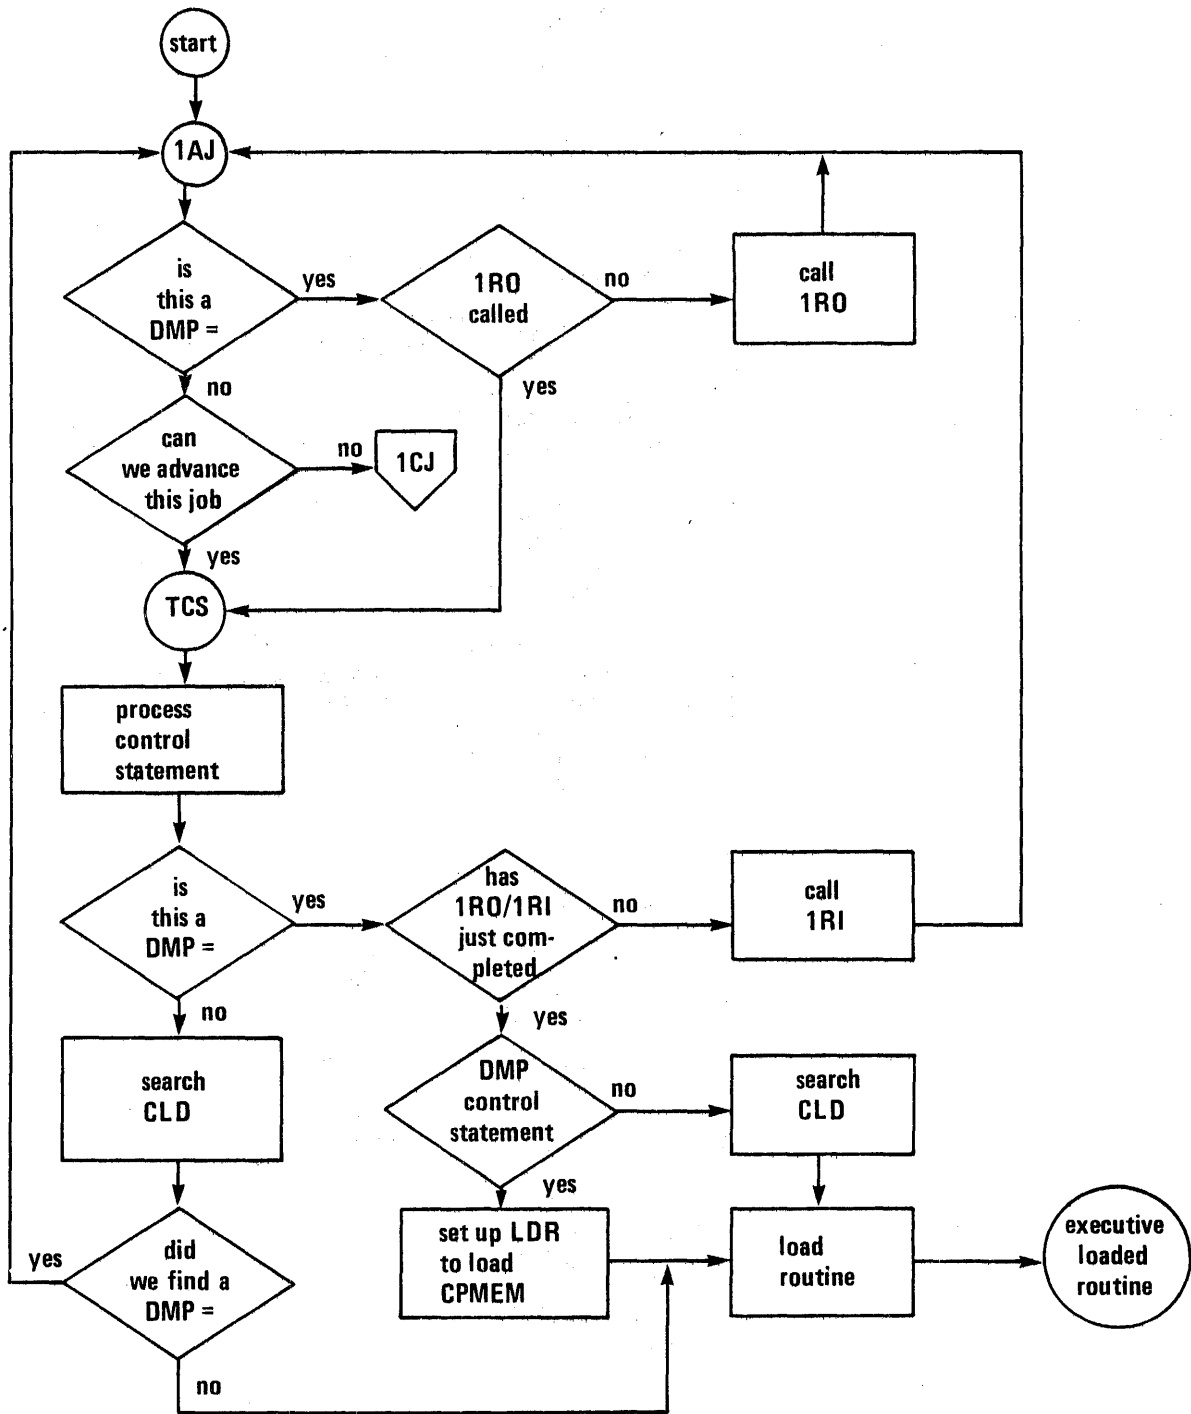 start
1AJ
is
this a
DMP =
yes
1RO
called
no
call
1RO
no
yes
can
we advance
this job
no
1CJ
yes
TCS
process
control
statement
is
this a
DMP =
yes
has
1RO/1RI
just com-
pleted
no
call
1RI
no
yes
search
CLD
DMP
control
statement
no
search
CLD
yes
yes
did
we find a
DMP =
set up LDR
to load
CPMEM
load
routine
executive
loaded
routine
no